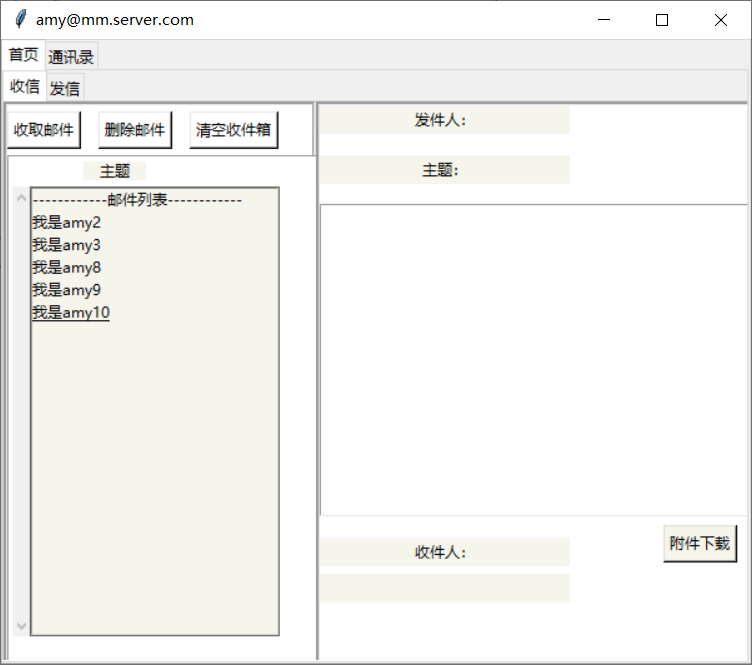 amy@mm.server.com
首页 通讯录
收信 发信
收取邮件 删除邮件 清空收件箱
主题
------------邮件列表------------
我是amy2
我是amy3
我是amy8
我是amy9
我是amy10
发件人:
主题:
收件人:
附件下载